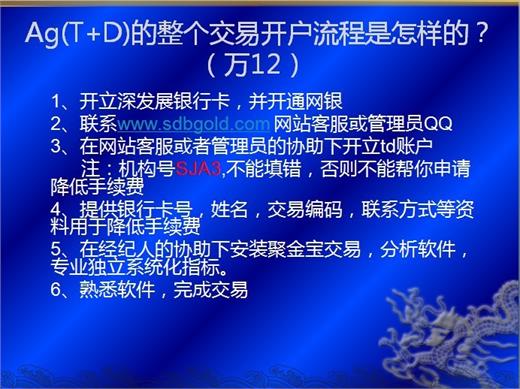 Ag(T+D)的整个交易开户流程是怎样的？
（万12）
1、开立深发展银行卡，并开通网银
2、联系www.sdbgold.com 网站客服或管理员QQ
3、在网站客服或者管理员的协助下开立td账户
注：机构号SJA3,不能填错，否则不能帮你申请
降低手续费
4、提供银行卡号，姓名，交易编码，联系方式等资
料用于降低手续费
5、在经纪人的协助下安装聚金宝交易，分析软件，
专业独立系统化指标。
6、熟悉软件，完成交易